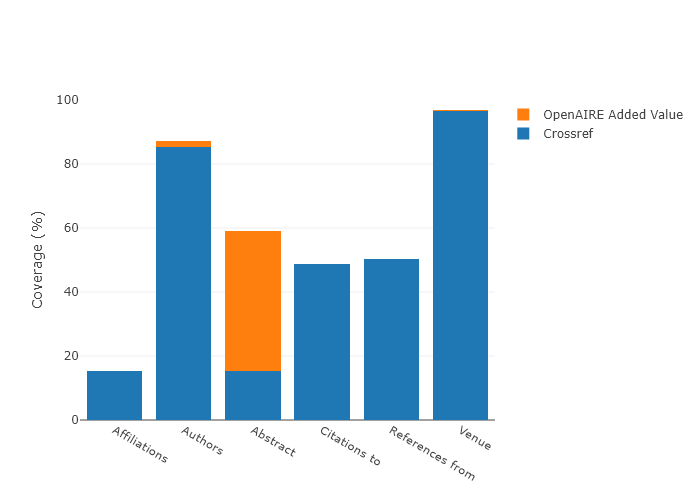 100
80
60
40
20
0
Coverage (%)
Affiliations
Authors
Abstract
Citations to
References from
Venue
OpenAIRE Added Value
Crossref